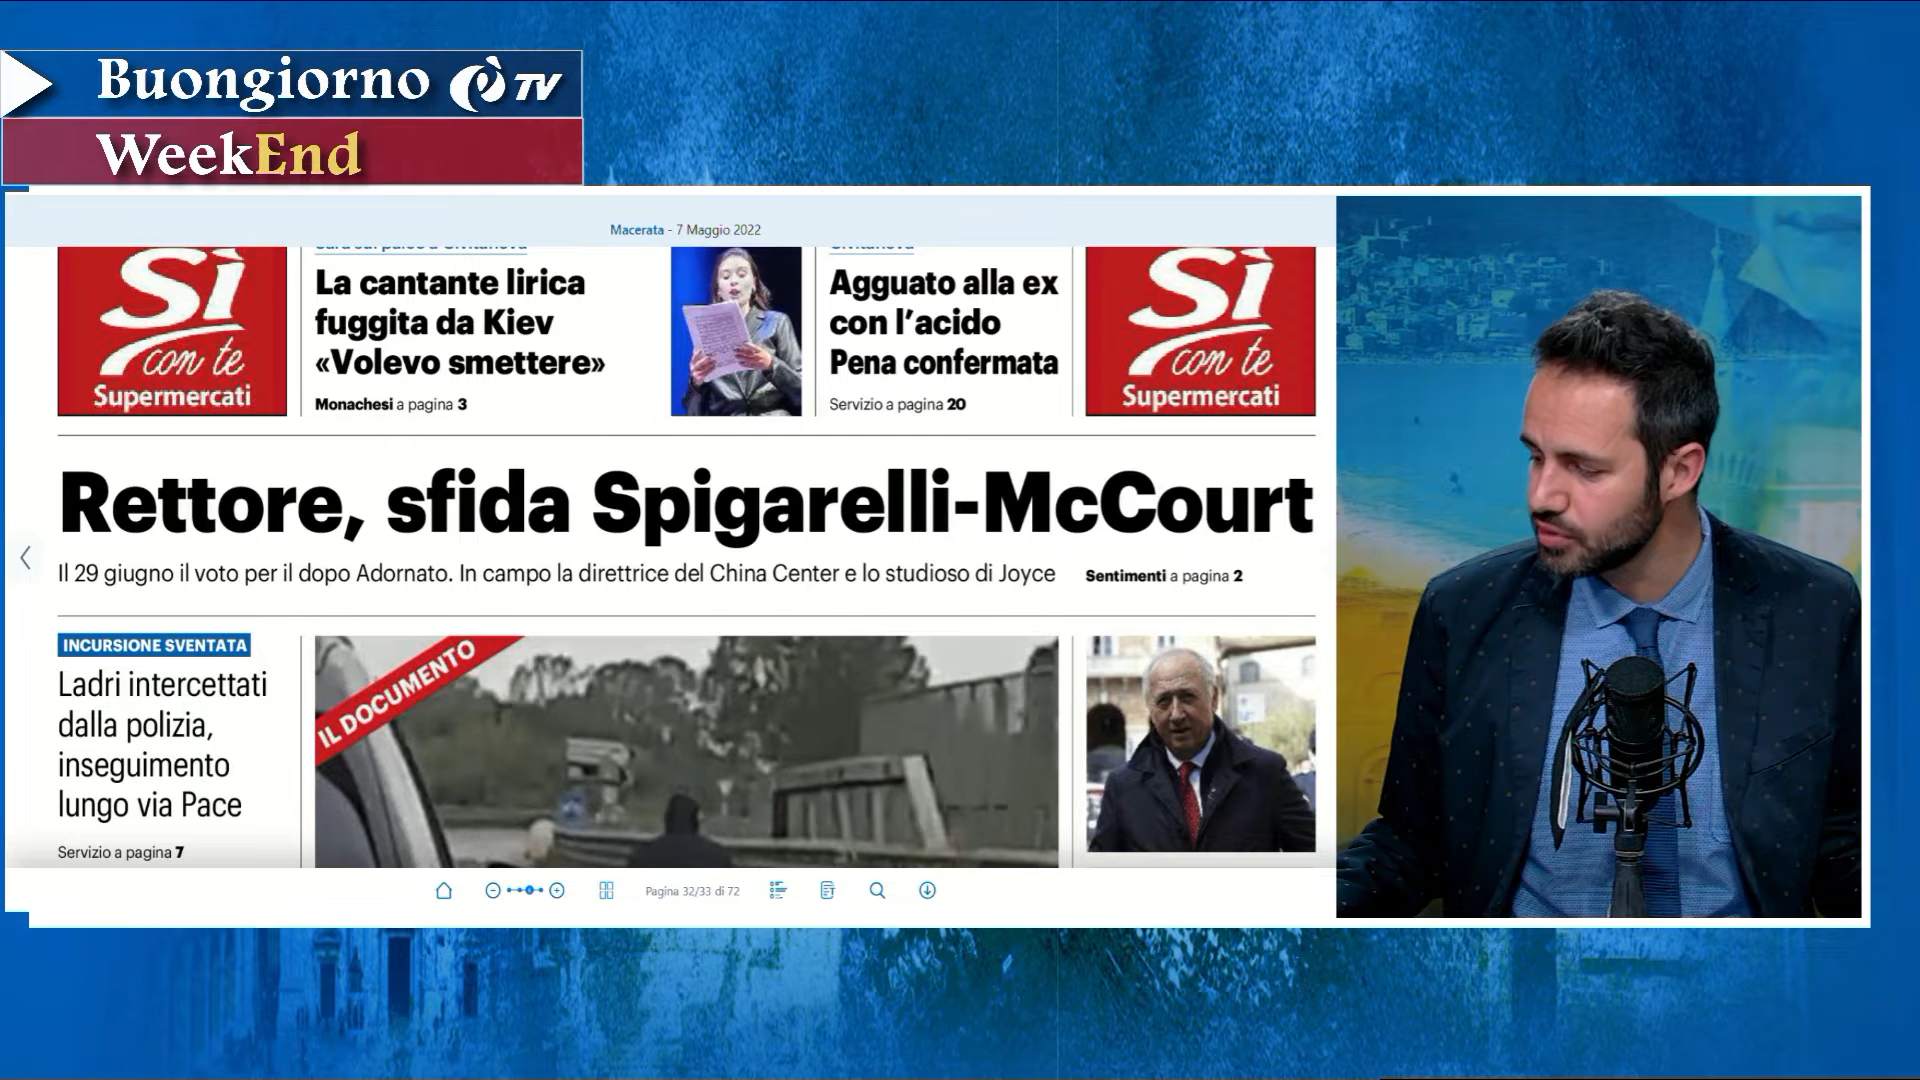 Buongiorno è TV
WeekEnd
Macerata - 7 Maggio 2022
Sì
con te
Supermercati
La cantante lirica
fuggita da Kiev
«Volevo smettere»
Monachesi a pagina 3
Civitanova
Agguato alla ex
con l'acido
Pena confermata
Servizio a pagina 20
Sì
con te
Supermercati
Rettore, sfida Spigarelli-McCourt
Il 29 giugno il voto per il dopo Adornato. In campo la direttrice del China Center e lo studioso di Joyce
Sentimenti a pagina 2
INCURSIONE SVENTATA
Ladri intercettati
dalla polizia,
inseguimento
lungo via Pace
Servizio a pagina 7
IL DOCUMENTO
Pagina 32/33 di 72